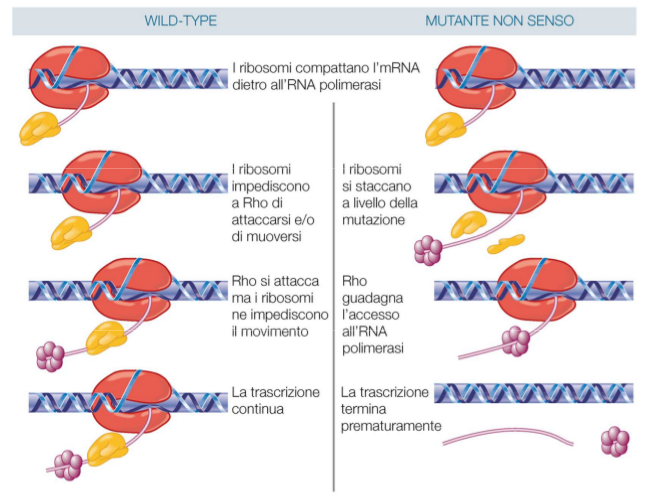 WILD-TYPE
MUTANTE NON SENSO
I ribosomi compattano l'mRNA
dietro all'RNA polimerasi
I ribosomi
impediscono
a Rho di
attaccarsi e/o
di muoversi
I ribosomi
si staccano
a livello della
mutazione
Rho si attacca
ma i ribosomi
ne impediscono
il movimento
Rho
guadagna
l'accesso
all'RNA
polimerasi
La trascrizione
continua
La trascrizione
termina
prematuramente